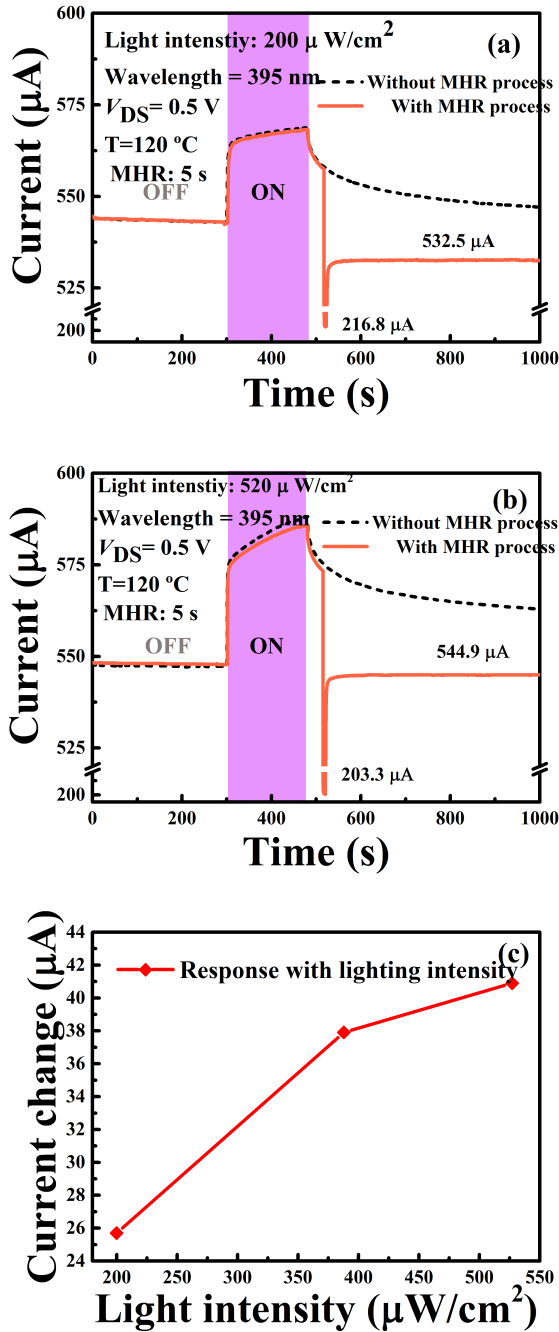 Light intenstiy: 200 μ W/cm²
(a)
Wavelength = 395 nm
Without MHR process
V_DS= 0.5 V
With MHR process
T=120 ºC
MHR: 5 s
OFF
ON
532.5 μA
216.8 μA
600
575
550
525
200
Current (μA)
0
200
400
600
800
1000
Time (s)
Light intenstiy: 520 μ W/cm²
(b)
Wavelength = 395 nm
Without MHR process
V_DS= 0.5 V
With MHR process
T=120 ºC
MHR: 5 s
OFF
ON
544.9 μA
203.3 μA
600
575
550
525
200
Current (μA)
0
200
400
600
800
1000
Time (s)
(c)
Response with lighting intensity
44
42
40
38
36
34
32
30
28
26
24
Current change (μA)
200
250
300
350
400
450
500
550
Light intensity (μW/cm²)